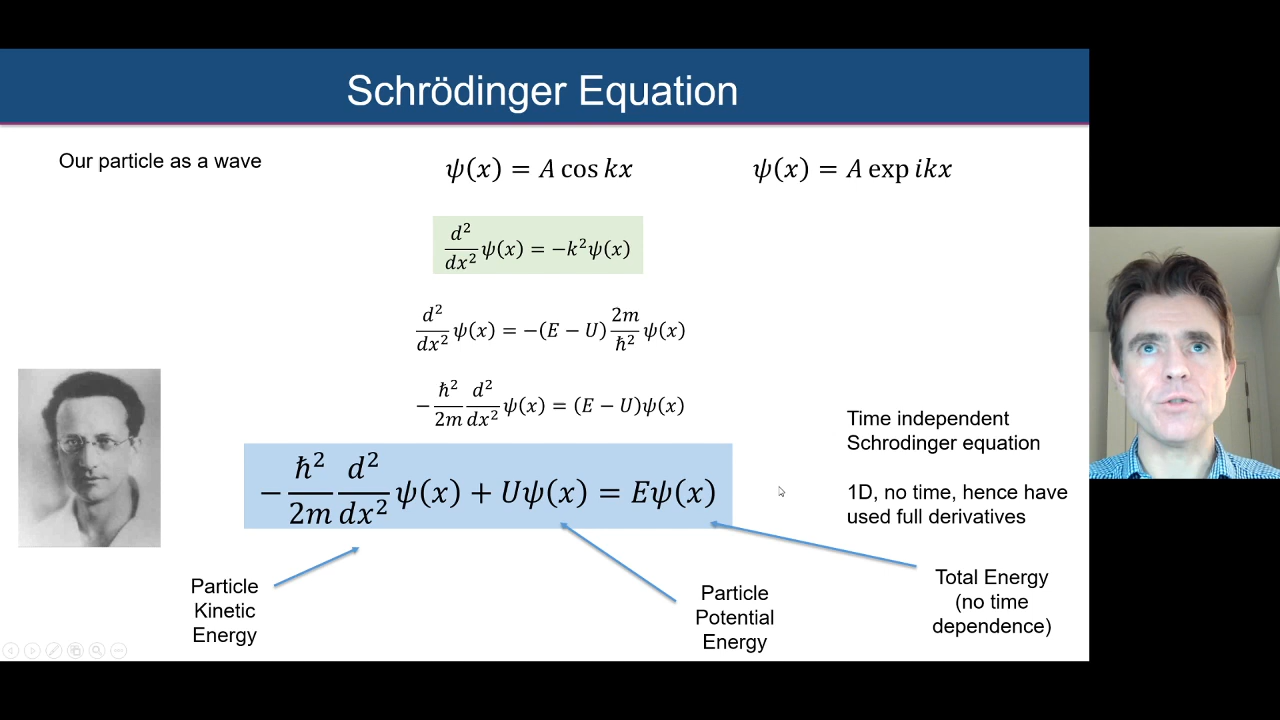 Schrödinger Equation
Our particle as a wave
ψ(x) = A cos kx
ψ(x) = A exp ikx
d²/dx² ψ(x) = −k²ψ(x)
d²/dx² ψ(x) = −(E − U) 2m/ħ² ψ(x)
− ħ²/2m d²/dx² ψ(x) = (E − U)ψ(x)
− ħ²/2m d²/dx² ψ(x) + Uψ(x) = Eψ(x)
Time independent
Schrodinger equation
1D, no time, hence have
used full derivatives
Particle
Kinetic
Energy
Particle
Potential
Energy
Total Energy
(no time
dependence)